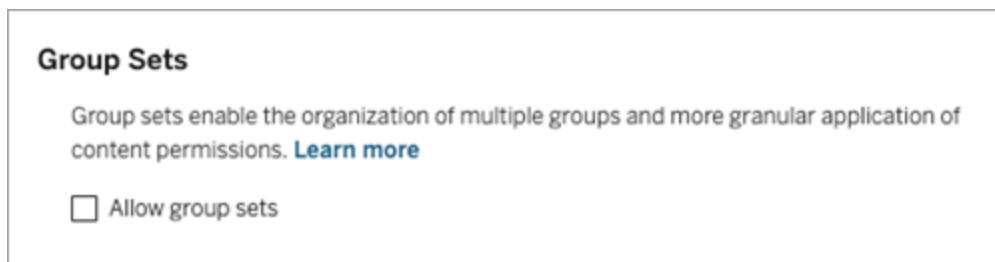 Group Sets
Group sets enable the organization of multiple groups and more granular application of
content permissions. Learn more
Allow group sets